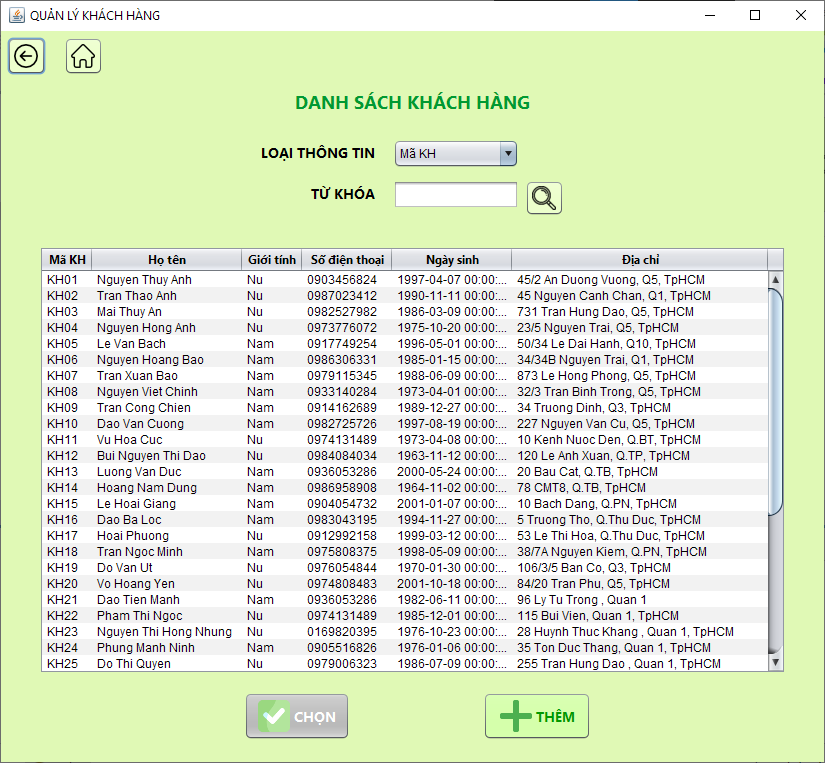 QUẢN LÝ KHÁCH HÀNG
DANH SÁCH KHÁCH HÀNG
LOẠI THÔNG TIN Mã KH
TỪ KHÓA
Mã KH Họ tên Giới tính Số điện thoại Ngày sinh Địa chỉ
KH01 Nguyen Thuy Anh Nu 0903456824 1997-04-07 00:00:... 45/2 An Duong Vuong, Q5, TpHCM
KH02 Tran Thao Anh Nu 0987023412 1990-11-11 00:00:... 45 Nguyen Canh Chan, Q1, TpHCM
KH03 Mai Thuy An Nu 0982527982 1986-03-09 00:00:... 731 Tran Hung Dao, Q5, TpHCM
KH04 Nguyen Hong Anh Nu 0973776072 1975-10-20 00:00:... 23/5 Nguyen Trai, Q5, TpHCM
KH05 Le Van Bach Nam 0917749254 1996-05-01 00:00:... 50/34 Le Dai Hanh, Q10, TpHCM
KH06 Nguyen Hoang Bao Nam 0986306331 1985-01-15 00:00:... 34/34B Nguyen Trai, Q1, TpHCM
KH07 Tran Xuan Bao Nam 0979115345 1988-06-09 00:00:... 873 Le Hong Phong, Q5, TpHCM
KH08 Nguyen Viet Chinh Nam 0933140284 1973-04-01 00:00:... 32/3 Tran Binh Trong, Q5, TpHCM
KH09 Tran Cong Chien Nam 0914162689 1989-12-27 00:00:... 34 Truong Dinh, Q3, TpHCM
KH10 Dao Van Cuong Nam 0982725726 1997-08-19 00:00:... 227 Nguyen Van Cu, Q5, TpHCM
KH11 Vu Hoa Cuc Nu 0974131489 1973-04-08 00:00:... 10 Kenh Nuoc Den, Q.BT, TpHCM
KH12 Bui Nguyen Thi Dao Nu 0984084034 1963-11-12 00:00:... 120 Le Anh Xuan, Q.TP, TpHCM
KH13 Luong Van Duc Nam 0936053286 2000-05-24 00:00:... 20 Bau Cat, Q.TB, TpHCM
KH14 Hoang Nam Dung Nam 0986958908 1964-11-02 00:00:... 78 CMT8, Q.TB, TpHCM
KH15 Le Hoai Giang Nam 0904054732 2001-01-07 00:00:... 10 Bach Dang, Q.PN, TpHCM
KH16 Dao Ba Loc Nam 0983043195 1994-11-27 00:00:... 5 Truong Tho, Q.Thu Duc, TpHCM
KH17 Hoai Phuong Nu 0912992158 1999-03-12 00:00:... 53 Le Thi Hoa, Q.Thu Duc, TpHCM
KH18 Tran Ngoc Minh Nam 0975808375 1998-05-09 00:00:... 38/7A Nguyen Kiem, Q.PN, TpHCM
KH19 Do Van Ut Nu 0976054844 1970-01-30 00:00:... 106/3/5 Ban Co, Q3, TpHCM
KH20 Vo Hoang Yen Nu 0974808483 2001-10-18 00:00:... 84/20 Tran Phu, Q5, TpHCM
KH21 Dao Tien Manh Nam 0936053286 1982-06-11 00:00:... 96 Ly Tu Trong , Quan 1
KH22 Pham Thi Ngoc Nu 0974131489 1985-12-01 00:00:... 115 Bui Vien, Quan 1, TpHCM
KH23 Nguyen Thi Hong Nhung Nu 0169820395 1976-10-23 00:00:... 28 Huynh Thuc Khang , Quan 1, TpHCM
KH24 Phung Manh Ninh Nam 0905516826 1976-01-06 00:00:... 35 Ton Duc Thang, Quan 1, TpHCM
KH25 Do Thi Quyen Nu 0979006323 1986-07-09 00:00:... 255 Tran Hung Dao , Quan 1, TpHCM
CHỌN THÊM